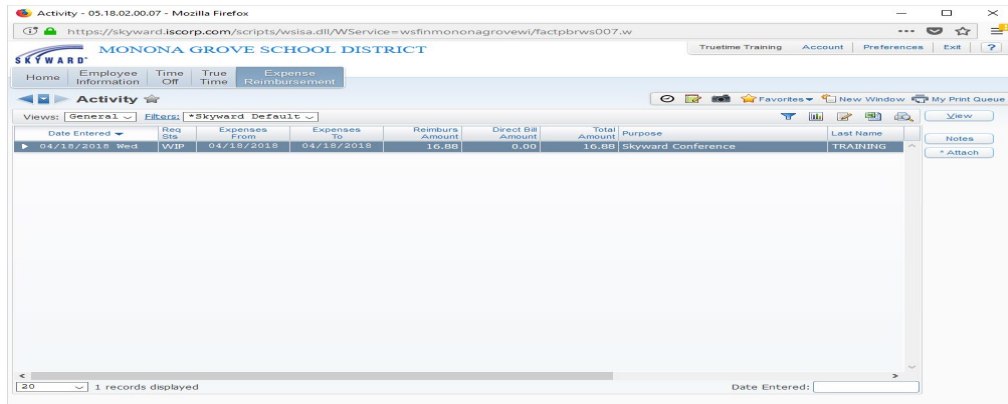 Activity - 05.18.02.00.07 - Mozilla Firefox
https://skyward.iscorp.com/scripts/wsisa.dll/WService=wsfinmononagrovewi/factpbrws007.w
SKYWARD
MONONA GROVE SCHOOL DISTRICT
Truetime Training Account Preferences Exit ?
Home Employee Information Time Off True Time Expense Reimbursement
Activity Favorites New Window My Print Queue
Views: General Filters: *Skyward Default View
Date Entered Req Sts Expenses From Expenses To Reimburs Amount Direct Bill Amount Total Amount Purpose Last Name Notes
04/18/2018 Wed WIP 04/18/2018 04/18/2018 16.88 0.00 16.88 Skyward Conference TRAINING * Attach
20 1 records displayed Date Entered: